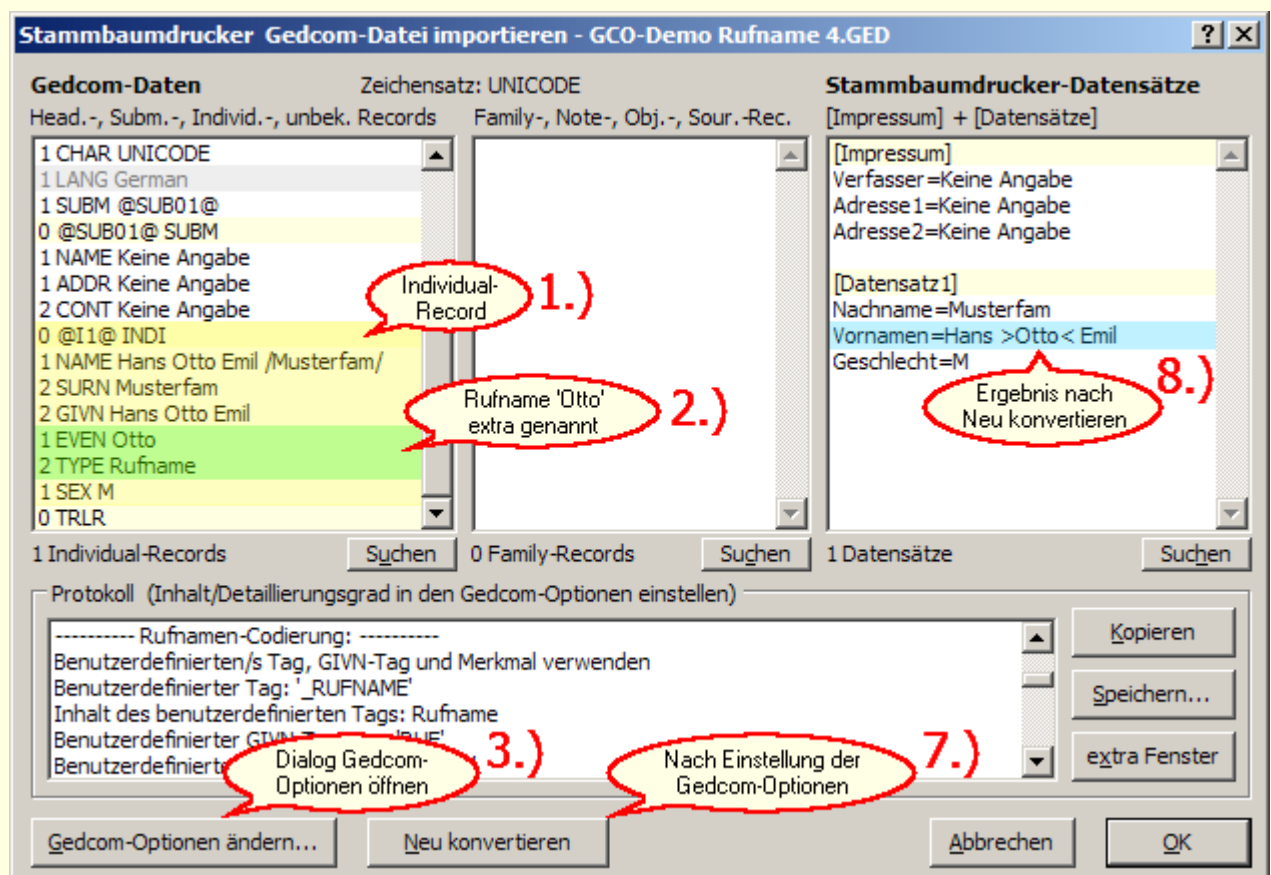 Stammbaumdrucker Gedcom-Datei importieren - GCO-Demo Rufname 4.GED
Gedcom-Daten
Zeichensatz: UNICODE
Head.-, Subm.-, Individ.-, unbek. Records
1 CHAR UNICODE
1 LANG German
1 SUBM @SUB01@
0 @SUB01@ SUBM
1 NAME Keine Angabe
1 ADDR Keine Angabe
2 CONT Keine Angabe
0 @I1@ INDI
1 NAME Hans Otto Emil /Musterfam/
2 SURN Musterfam
2 GIVN Hans Otto Emil
1 EVEN Otto
2 TYPE Rufname
1 SEX M
0 TRLR
Individual-
Record
1.)
Rufname 'Otto'
extra genannt
2.)
1 Individual-Records
Suchen
Family-, Note-, Obj.-, Sour.-Rec.
0 Family-Records
Suchen
Stammbaumdrucker-Datensätze
[Impressum] + [Datensätze]
[Impressum]
Verfasser=Keine Angabe
Adresse1=Keine Angabe
Adresse2=Keine Angabe
[Datensatz1]
Nachname=Musterfam
Vornamen=Hans >Otto< Emil
Geschlecht=M
Ergebnis nach
Neu konvertieren
8.)
1 Datensätze
Suchen
Protokoll (Inhalt/Detaillierungsgrad in den Gedcom-Optionen einstellen)
---------- Rufnamen-Codierung: ----------
Benutzerdefinierten/s Tag, GIVN-Tag und Merkmal verwenden
Benutzerdefinierter Tag: '_RUFNAME'
Inhalt des benutzerdefinierten Tags: Rufname
Benutzerdefinierter
Kopieren
Speichern...
extra Fenster
Dialog Gedcom-
Optionen öffnen
3.)
Nach Einstellung der
Gedcom-Optionen
7.)
Gedcom-Optionen ändern...
Neu konvertieren
Abbrechen
OK